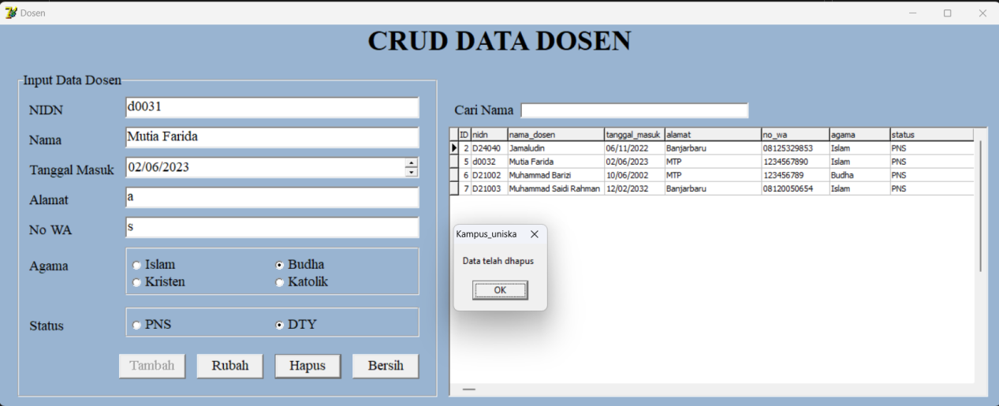 Dosen
CRUD DATA DOSEN
Input Data Dosen
NIDN d0031
Nama Mutia Farida
Tanggal Masuk 02/06/2023
Alamat a
No WA s
Agama Islam Budha
Kristen Katolik
Status PNS DTY
Tambah Rubah Hapus Bersih
Cari Nama
ID nidn nama_dosen tanggal_masuk alamat no_wa agama status
2 D24040 Jamaludin 06/11/2022 Banjarbaru 08125329853 Islam PNS
5 d0032 Mutia Farida 02/06/2023 MTP 1234567890 Islam PNS
6 D21002 Muhammad Barizi 10/06/2002 MTP 123456789 Budha PNS
7 D21003 Muhammad Saidi Rahman 12/02/2032 Banjarbaru 08120050654 Islam PNS
Kampus_uniska
Data telah dhapus
OK